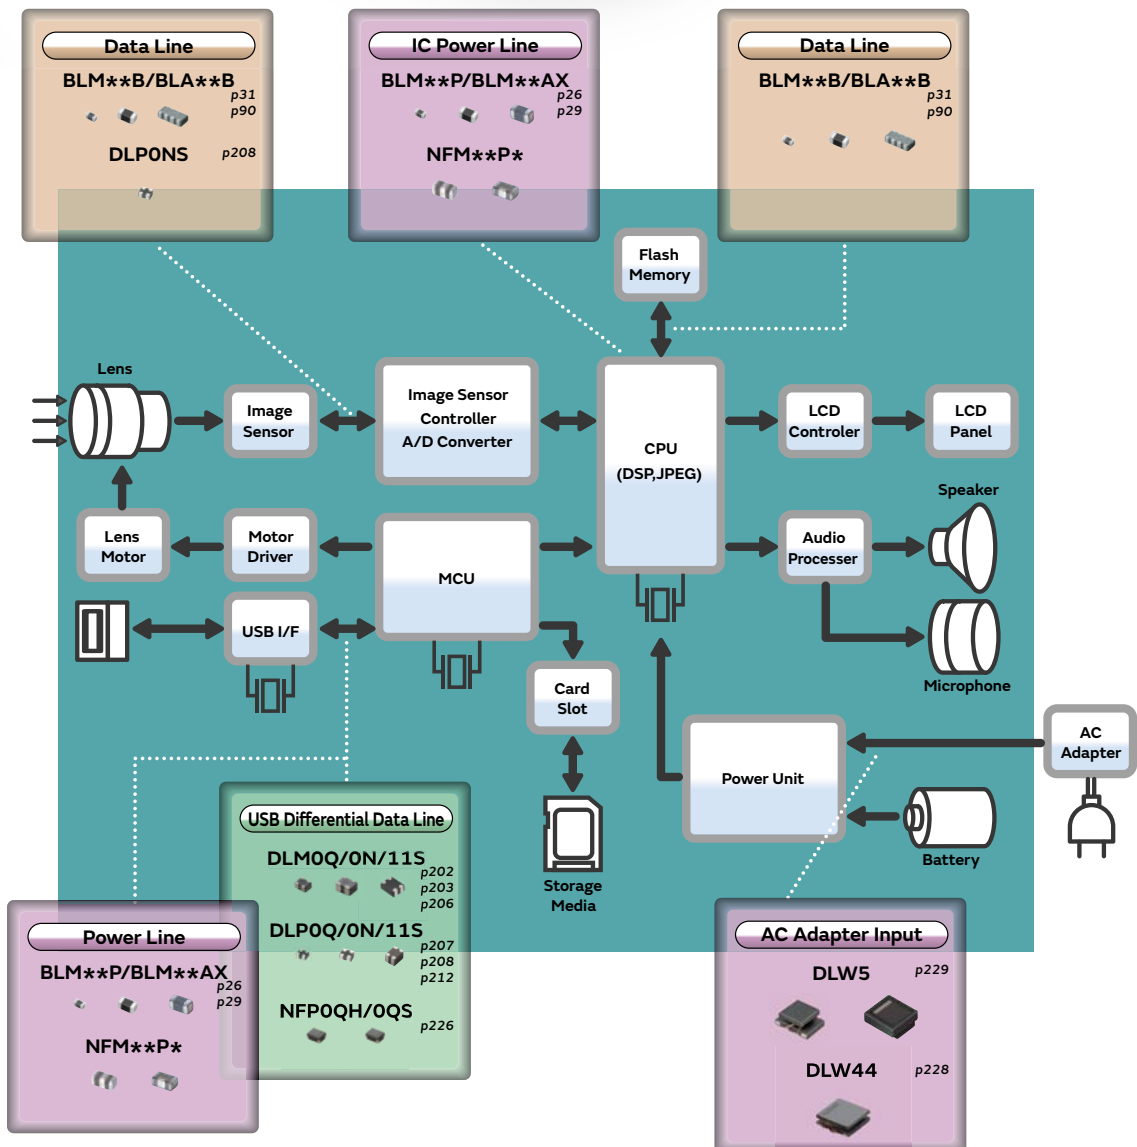 Data Line
BLM**B/BLA**B
p31
p90
DLP0NS p208
IC Power Line
BLM**P/BLM**AX
p26
p29
NFM**P*
Data Line
BLM**B/BLA**B
p31
p90
Flash
Memory
Lens
Image
Sensor
Image Sensor
Controller
A/D Converter
CPU
(DSP,JPEG)
LCD
Controler
LCD
Panel
Lens
Motor
Motor
Driver
MCU
Audio
Processer
Speaker
USB I/F
Microphone
Card
Slot
Storage
Media
Power Unit
AC
Adapter
Battery
USB Differential Data Line
DLM0Q/0N/11S
p202
p203
p206
DLP0Q/0N/11S
p207
p208
p212
NFP0QH/0QS p226
Power Line
BLM**P/BLM**AX
p26
p29
NFM**P*
AC Adapter Input
DLW5 p229
DLW44 p228